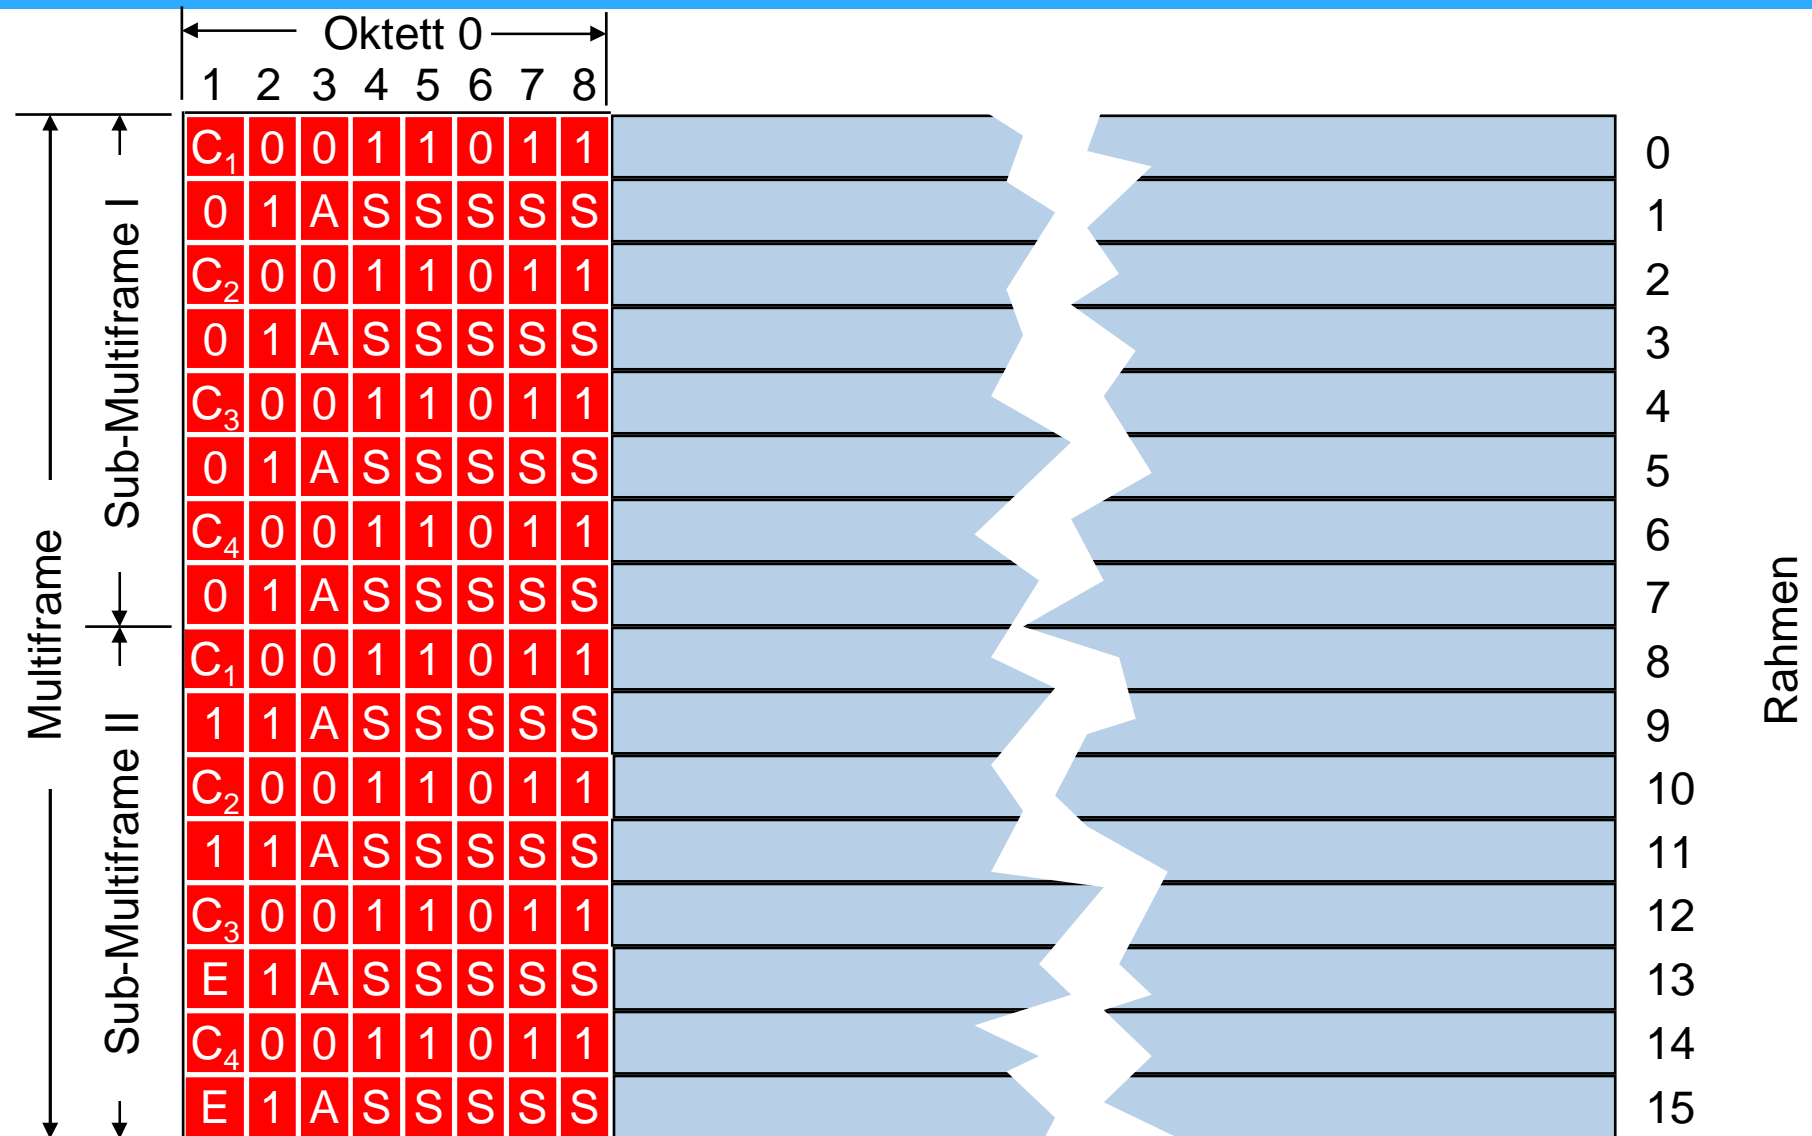 Oktett 0
1 2 3 4 5 6 7 8
C₁ 0 0 1 1 0 1 1 0
0 1 A S S S S S 1
C₂ 0 0 1 1 0 1 1 2
0 1 A S S S S S 3
C₃ 0 0 1 1 0 1 1 4
0 1 A S S S S S 5
C₄ 0 0 1 1 0 1 1 6
0 1 A S S S S S 7
C₁ 0 0 1 1 0 1 1 8
1 1 A S S S S S 9
C₂ 0 0 1 1 0 1 1 10
1 1 A S S S S S 11
C₃ 0 0 1 1 0 1 1 12
E 1 A S S S S S 13
C₄ 0 0 1 1 0 1 1 14
E 1 A S S S S S 15
Multiframe
Sub-Multiframe I
Sub-Multiframe II
Rahmen